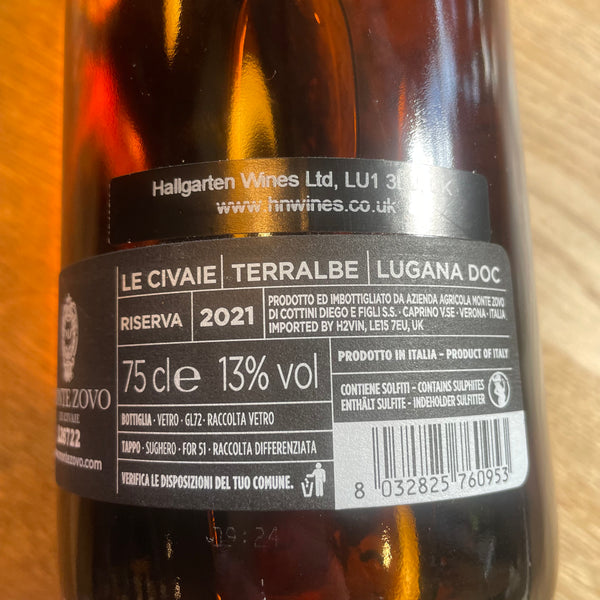 Hallgarten Wines Ltd, LU1
www.hnwines.co.uk
LE CIVAIE | TERRALBE | LUGANA DOC
RISERVA 2021
PRODOTTO ED IMBOTTIGLIATO DA AZIENDA AGRICOLA MONTE ZOVO
DI COTTINI DIEGO E FIGLI S.S. · CAPRINO V.SE · VERONA · ITALIA
IMPORTED BY H2VIN, LE15 7EU, UK
75 cl e 13% vol
PRODOTTO IN ITALIA - PRODUCT OF ITALY
CONTIENE SOLFITI - CONTAINS SULPHITES
ENTHÄLT SULFITE - INDEHOLDER SULFITTER
BOTTIGLIA · VETRO · GL72 · RACCOLTA VETRO
TAPPO · SUGHERO · FOR 51 · RACCOLTA DIFFERENZIATA
VERIFICA LE DISPOSIZIONI DEL TUO COMUNE.
ZOVO
LE CIVAIE
8 032825 760953